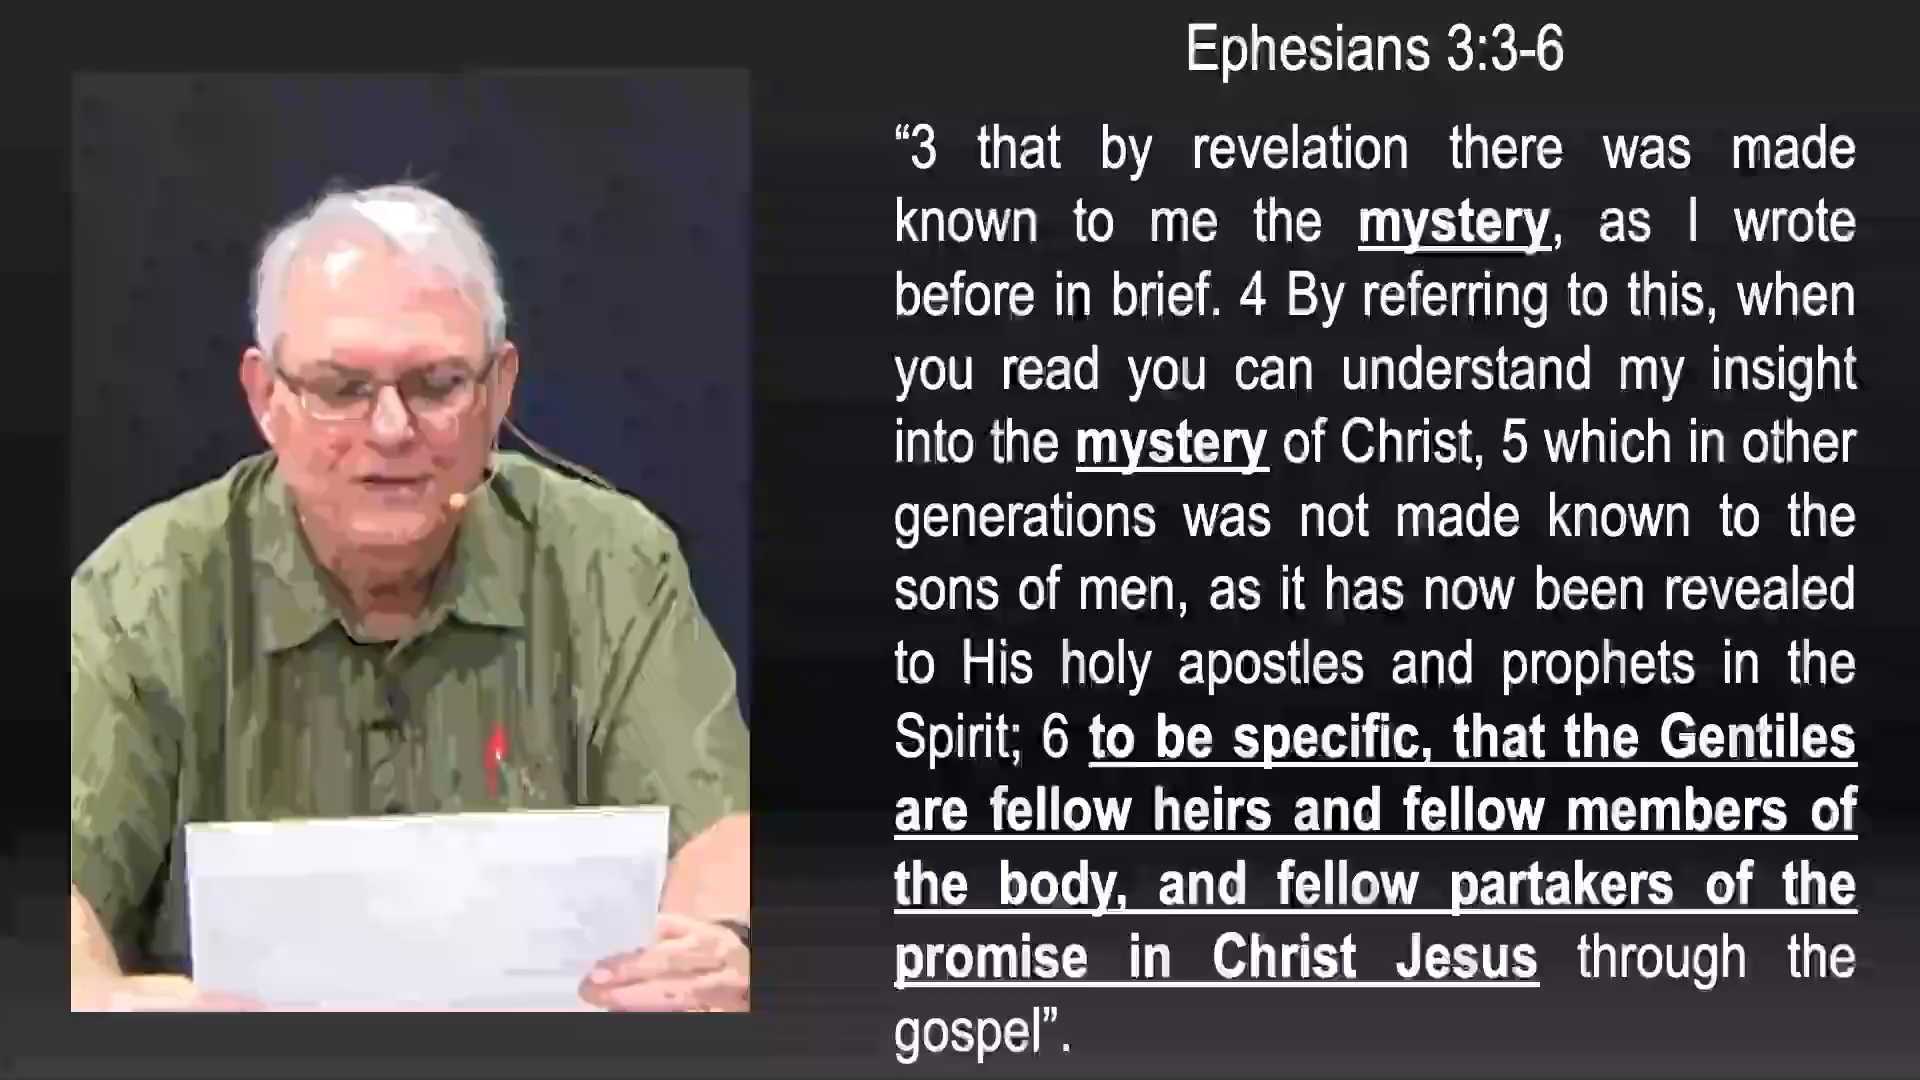 Ephesians 3:3-6
“3 that by revelation there was made
known to me the mystery, as I wrote
before in brief. 4 By referring to this, when
you read you can understand my insight
into the mystery of Christ, 5 which in other
generations was not made known to the
sons of men, as it has now been revealed
to His holy apostles and prophets in the
Spirit; 6 to be specific, that the Gentiles
are fellow heirs and fellow members of
the body, and fellow partakers of the
promise in Christ Jesus through the
gospel”.